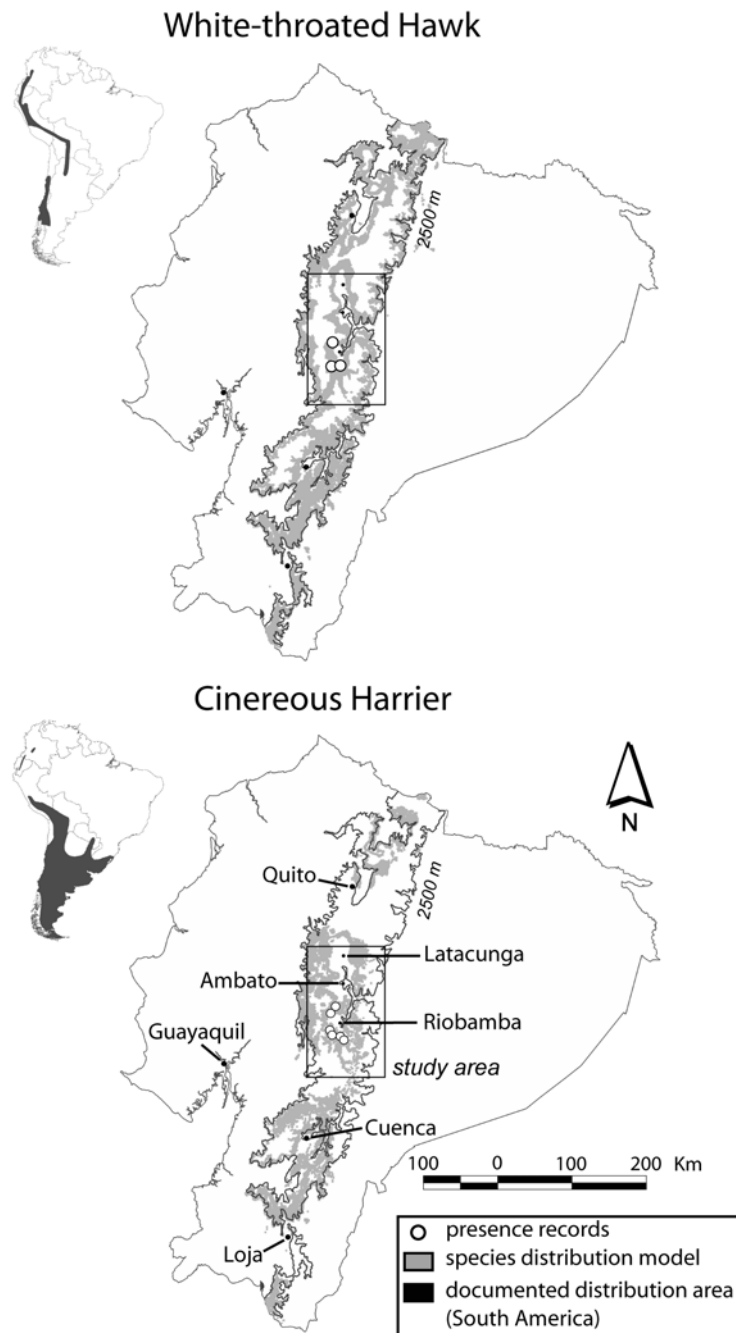 White-throated Hawk
2500 m
Cinereous Harrier
N
2500 m
Quito
Latacunga
Ambato
Riobamba
Guayaquil
study area
Cuenca
100 0 100 200 Km
Loja
presence records
species distribution model
documented distribution area
(South America)